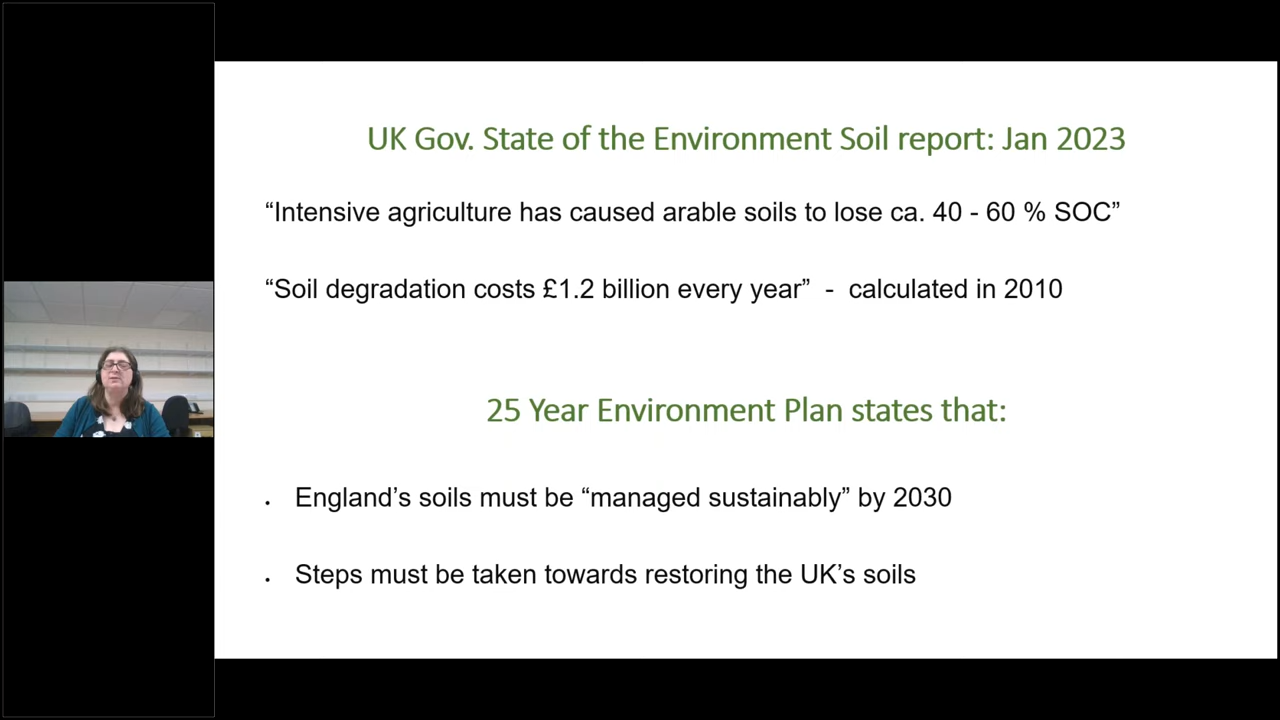 UK Gov. State of the Environment Soil report: Jan 2023
“Intensive agriculture has caused arable soils to lose ca. 40 - 60 % SOC”
“Soil degradation costs £1.2 billion every year”  -  calculated in 2010
25 Year Environment Plan states that:
• England’s soils must be “managed sustainably” by 2030
• Steps must be taken towards restoring the UK’s soils